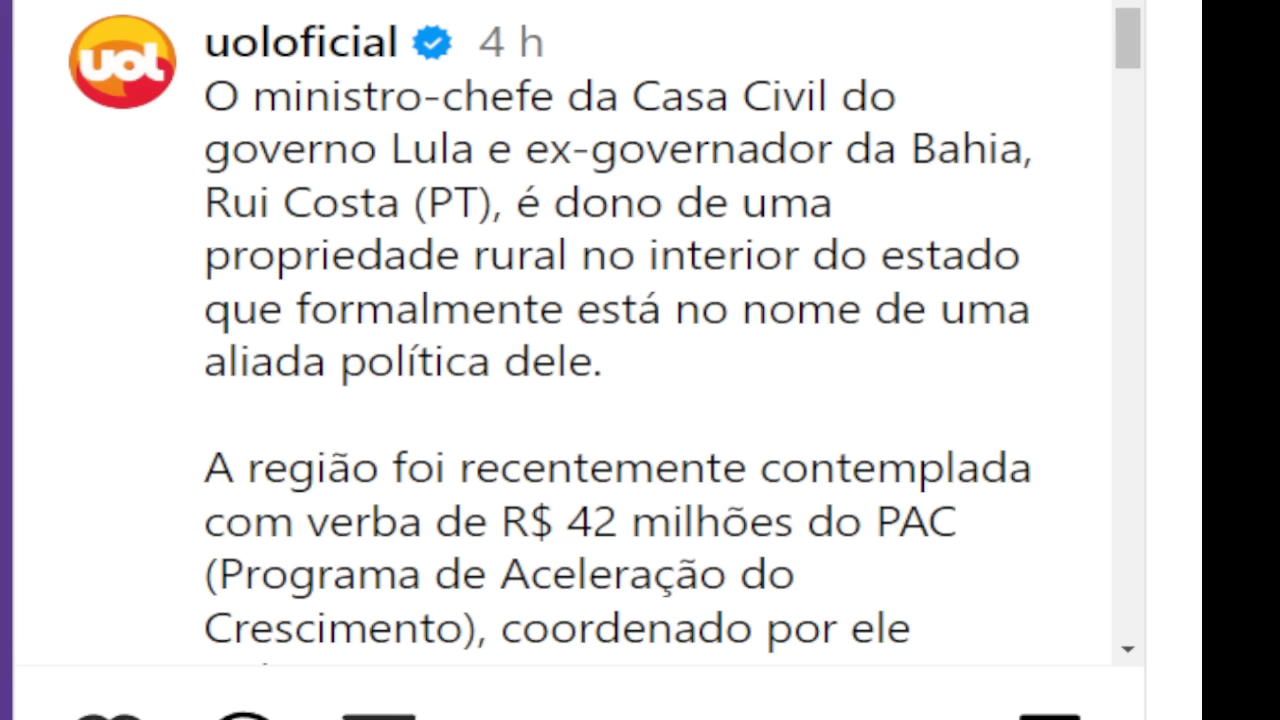 uol
uoloficial 4 h
O ministro-chefe da Casa Civil do
governo Lula e ex-governador da Bahia,
Rui Costa (PT), é dono de uma
propriedade rural no interior do estado
que formalmente está no nome de uma
aliada política dele.
A região foi recentemente contemplada
com verba de R$ 42 milhões do PAC
(Programa de Aceleração do
Crescimento), coordenado por ele